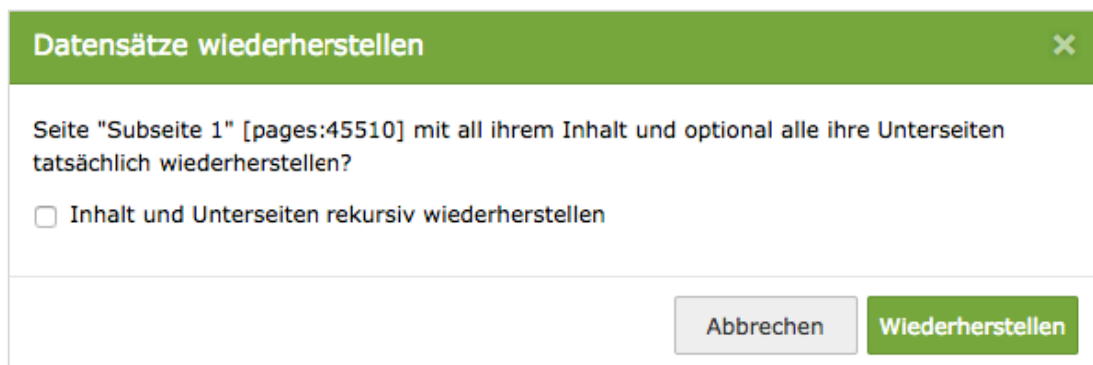 Datensätze wiederherstellen
Seite "Subseite 1" [pages:45510] mit all ihrem Inhalt und optional alle ihre Unterseiten
tatsächlich wiederherstellen?
Inhalt und Unterseiten rekursiv wiederherstellen
Abbrechen
Wiederherstellen